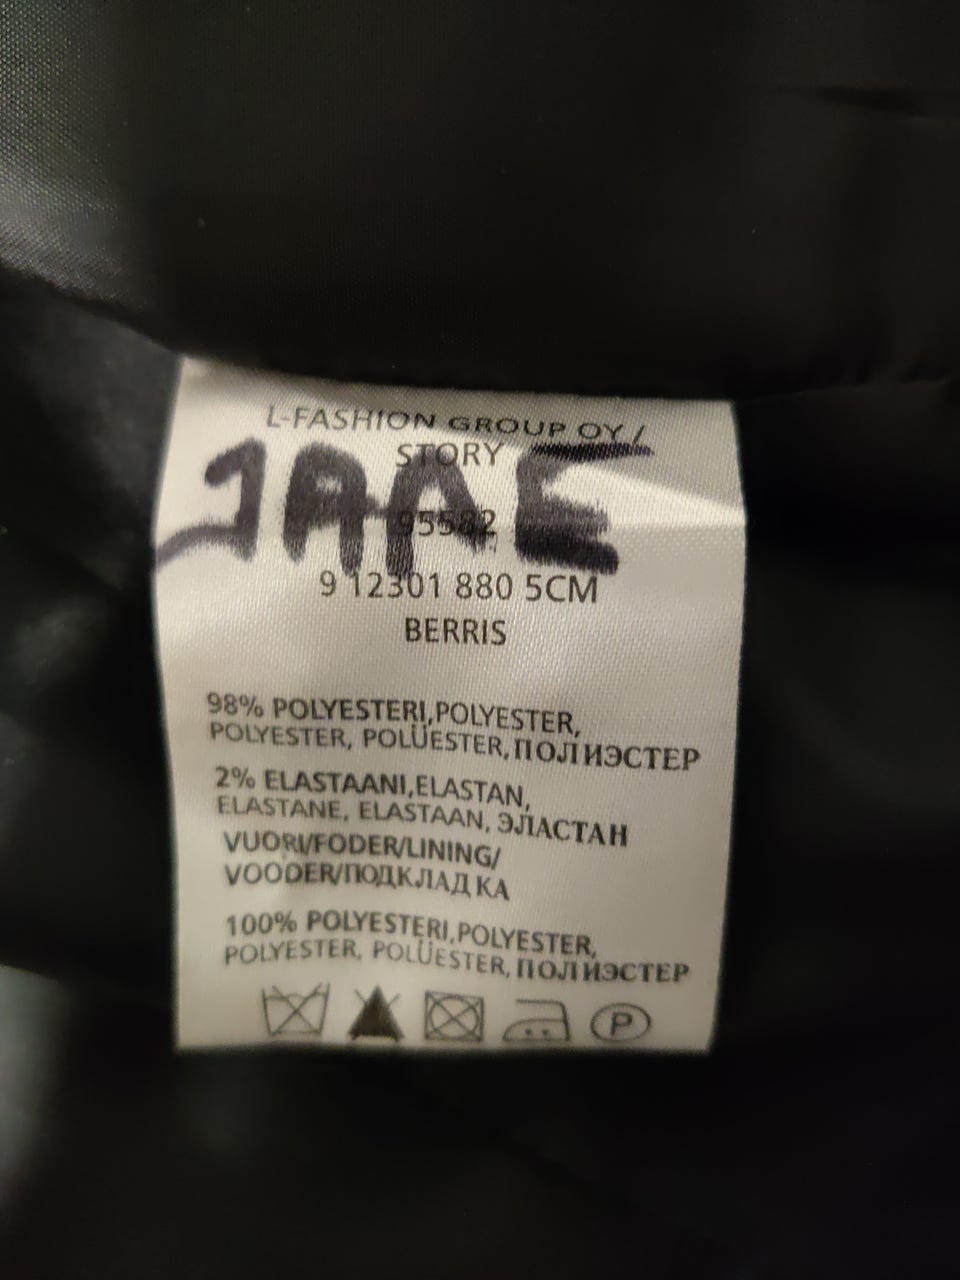 L-FASHION GROUP OY /
STORY
JAAE
95582
9 12301 880 5CM
BERRIS
98% POLYESTERI,POLYESTER,
POLYESTER, POLÜESTER,ПОЛИЭСТЕР
2% ELASTAANI,ELASTAN,
ELASTANE, ELASTAAN, ЭЛАСТАН
VUORI/FODER/LINING/
VOODER/ПОДКЛАДКА
100% POLYESTERI,POLYESTER,
POLYESTER, POLÜESTER,ПОЛИЭСТЕР
P